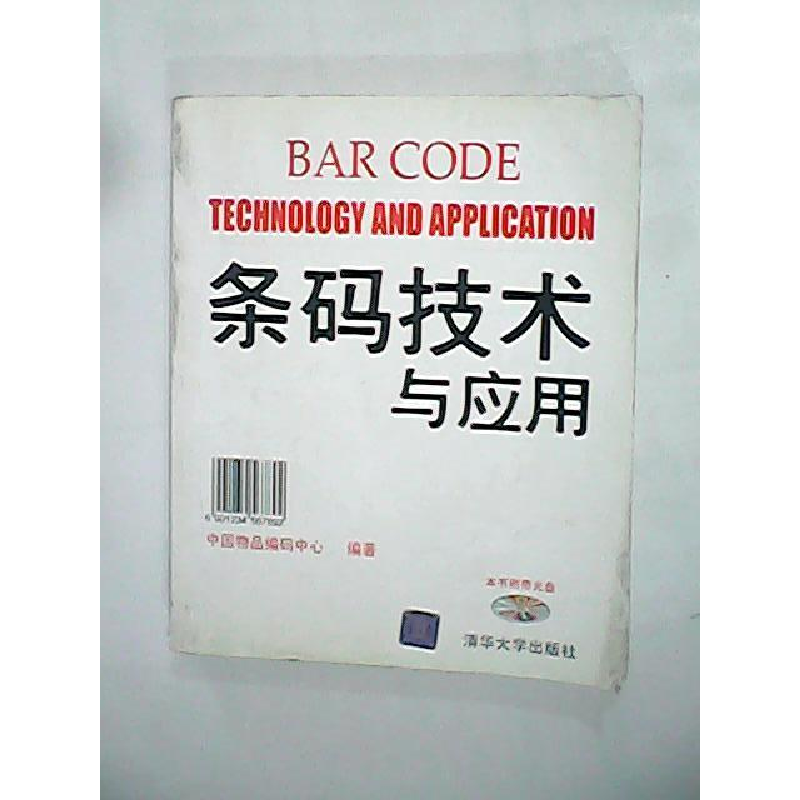 BAR CODE
TECHNOLOGY AND APPLICATION
条码技术
与应用
中国物品编码中心 编著
本书附带光盘
清华大学出版社